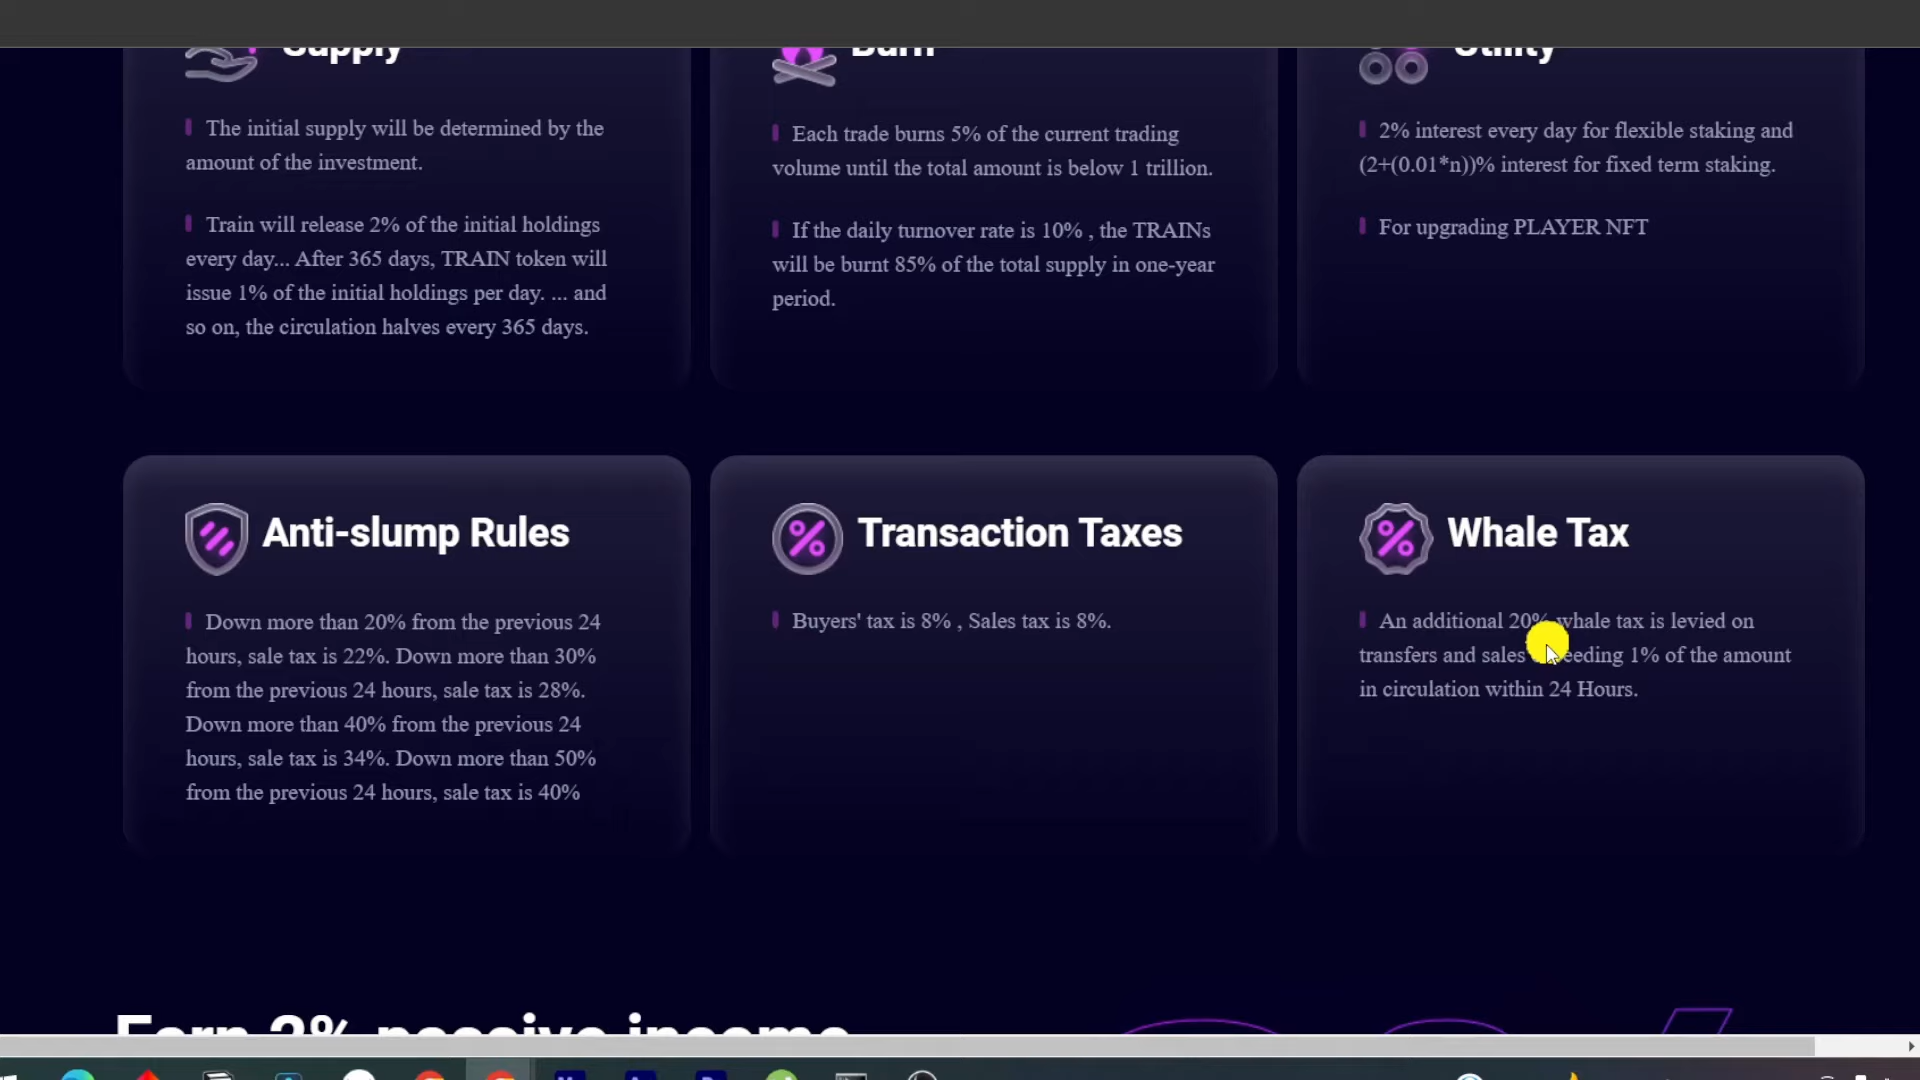 Supply
The initial supply will be determined by the
amount of the investment.
Train will release 2% of the initial holdings
every day... After 365 days, TRAIN token will
issue 1% of the initial holdings per day. ... and
so on, the circulation halves every 365 days.
Burn
Each trade burns 5% of the current trading
volume until the total amount is below 1 trillion.
If the daily turnover rate is 10% , the TRAINs
will be burnt 85% of the total supply in one-year
period.
Utility
2% interest every day for flexible staking and
(2+(0.01*n))% interest for fixed term staking.
For upgrading PLAYER NFT
Anti-slump Rules
Down more than 20% from the previous 24
hours, sale tax is 22%. Down more than 30%
from the previous 24 hours, sale tax is 28%.
Down more than 40% from the previous 24
hours, sale tax is 34%. Down more than 50%
from the previous 24 hours, sale tax is 40%
Transaction Taxes
Buyers' tax is 8% , Sales tax is 8%.
Whale Tax
An additional 20% whale tax is levied on
transfers and sales eeding 1% of the amount
in circulation within 24 Hours.
Earn 2% passive income